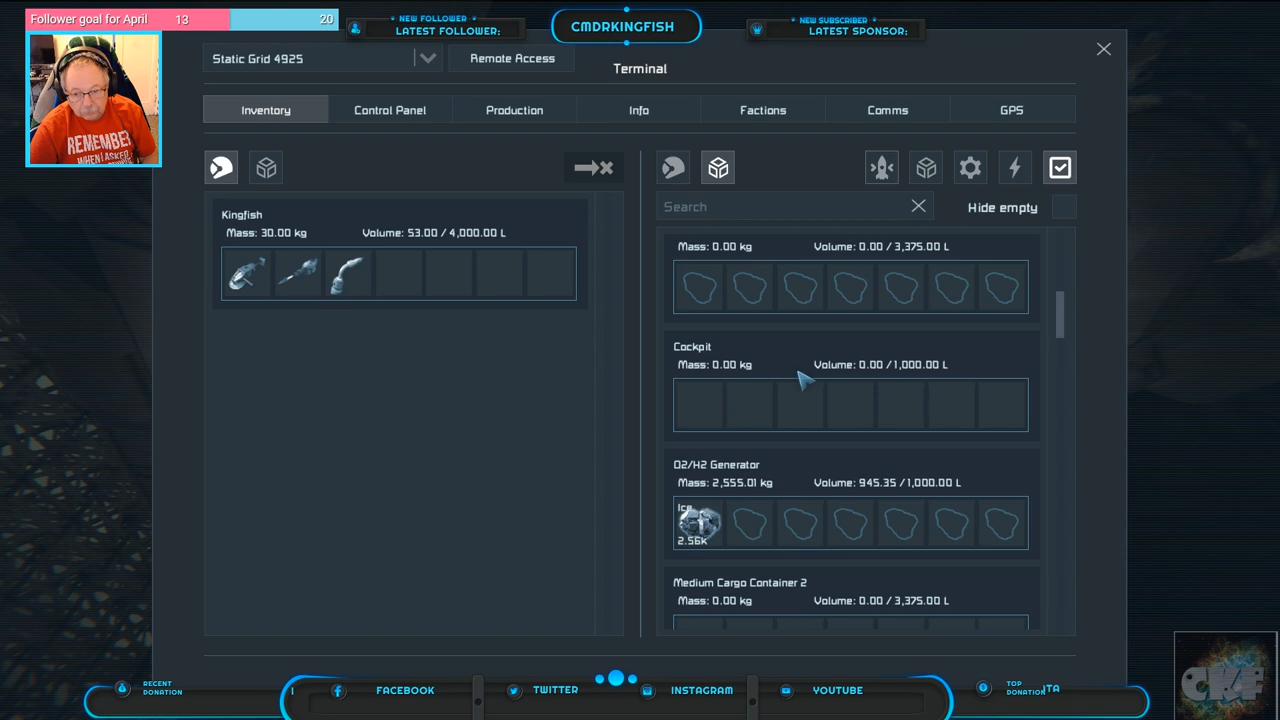 Follower goal for April 13 20
NEW FOLLOWER
LATEST FOLLOWER:
CMDRKINGFISH
NEW SUBSCRIBER
LATEST SPONSOR:
REMEMBER
WHEN I ASKED
Static Grid 4925
Remote Access
Terminal
Inventory
Control Panel
Production
Info
Factions
Comms
GPS
Search
Hide empty
Kingfish
Mass: 30.00 kg Volume: 53.00 / 4,000.00 L
Mass: 0.00 kg Volume: 0.00 / 3,375.00 L
Cockpit
Mass: 0.00 kg Volume: 0.00 / 1,000.00 L
O2/H2 Generator
Mass: 2,555.01 kg Volume: 945.35 / 1,000.00 L
Ice
2.56K
Medium Cargo Container 2
Mass: 0.00 kg Volume: 0.00 / 3,375.00 L
RECENT
DONATION
FACEBOOK
TWITTER
INSTAGRAM
YOUTUBE
TOP
DONATION
CKF